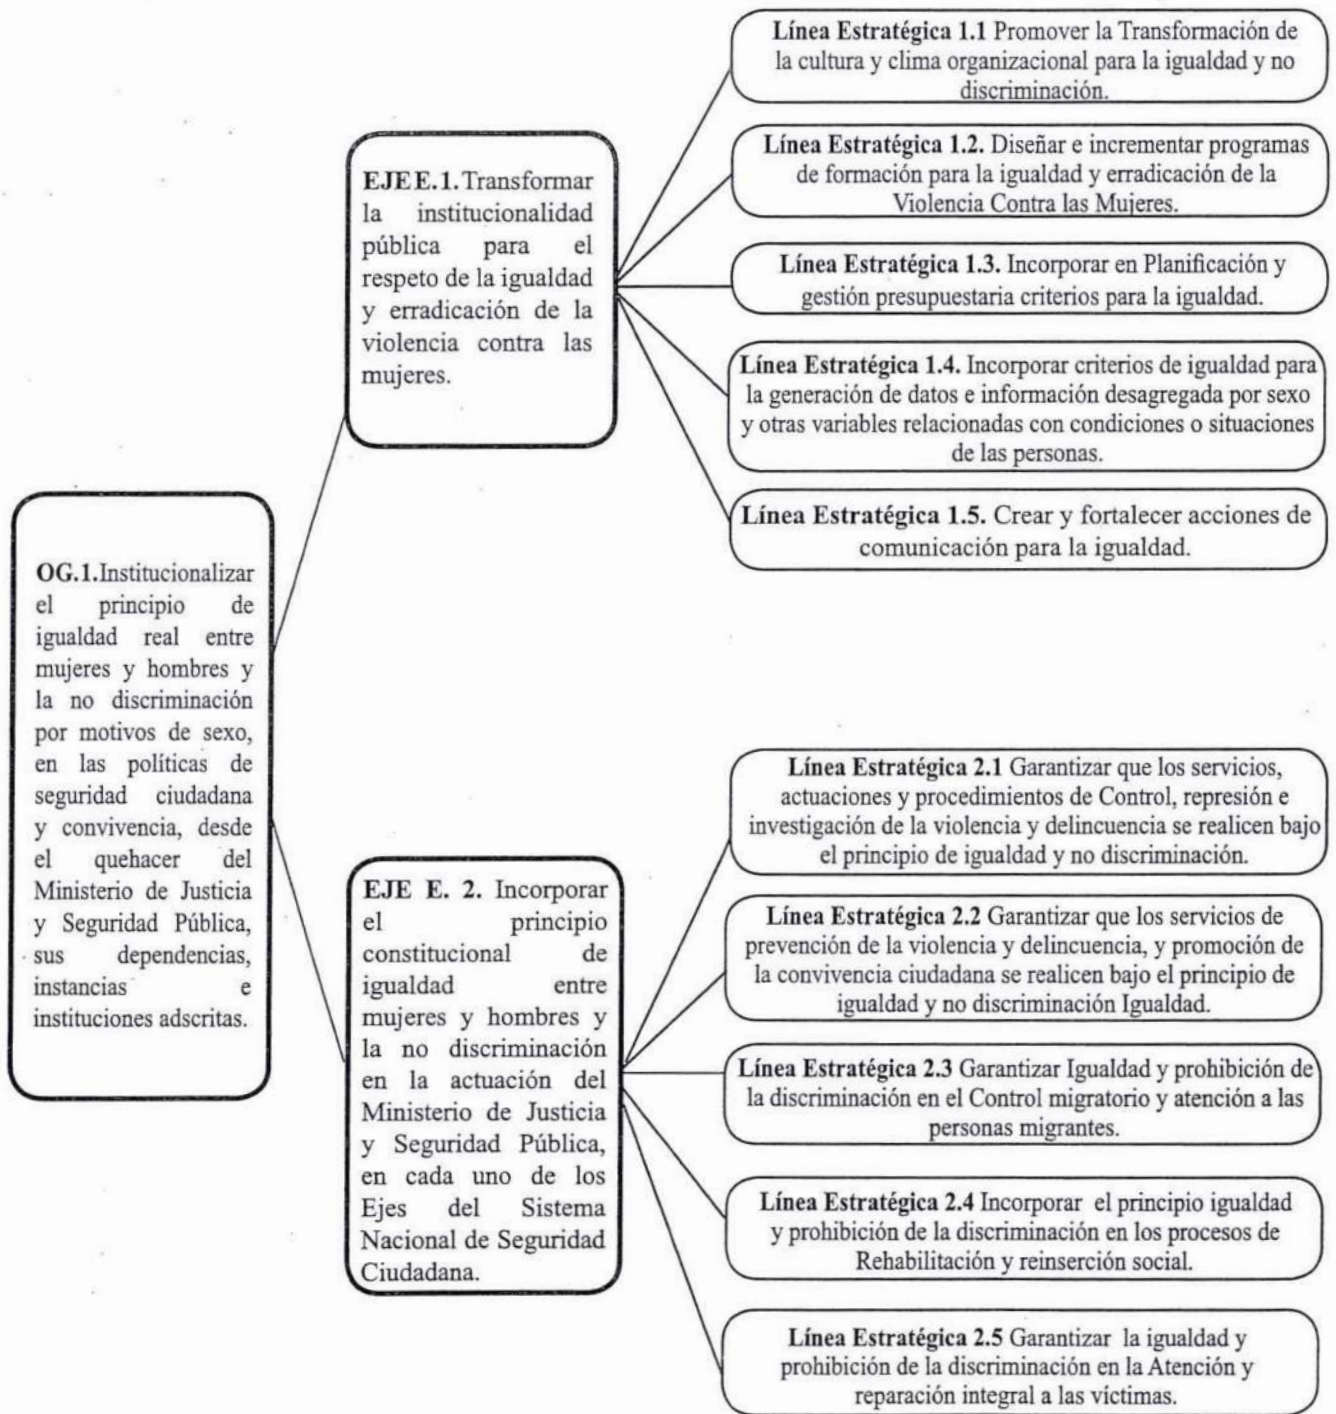 OG.1.Institucionalizar
el principio de
igualdad real entre
mujeres y hombres y
la no discriminación
por motivos de sexo,
en las políticas de
seguridad ciudadana
y convivencia, desde
el quehacer del
Ministerio de Justicia
y Seguridad Pública,
sus dependencias,
instancias e
instituciones adscritas.
EJE E.1. Transformar
la institucionalidad
pública para el
respeto de la igualdad
y erradicación de la
violencia contra las
mujeres.
Línea Estratégica 1.1 Promover la Transformación de
la cultura y clima organizacional para la igualdad y no
discriminación.
Línea Estratégica 1.2. Diseñar e incrementar programas
de formación para la igualdad y erradicación de la
Violencia Contra las Mujeres.
Línea Estratégica 1.3. Incorporar en Planificación y
gestión presupuestaria criterios para la igualdad.
Línea Estratégica 1.4. Incorporar criterios de igualdad para
la generación de datos e información desagregada por sexo
y otras variables relacionadas con condiciones o situaciones
de las personas.
Línea Estratégica 1.5. Crear y fortalecer acciones de
comunicación para la igualdad.
EJE E. 2. Incorporar
el principio
constitucional de
igualdad entre
mujeres y hombres y
la no discriminación
en la actuación del
Ministerio de Justicia
y Seguridad Pública,
en cada uno de los
Ejes del Sistema
Nacional de Seguridad
Ciudadana.
Línea Estratégica 2.1 Garantizar que los servicios,
actuaciones y procedimientos de Control, represión e
investigación de la violencia y delincuencia se realicen bajo
el principio de igualdad y no discriminación.
Línea Estratégica 2.2 Garantizar que los servicios de
prevención de la violencia y delincuencia, y promoción de
la convivencia ciudadana se realicen bajo el principio de
igualdad y no discriminación Igualdad.
Línea Estratégica 2.3 Garantizar Igualdad y prohibición de
la discriminación en el Control migratorio y atención a las
personas migrantes.
Línea Estratégica 2.4 Incorporar el principio igualdad
y prohibición de la discriminación en los procesos de
Rehabilitación y reinserción social.
Línea Estratégica 2.5 Garantizar la igualdad y
prohibición de la discriminación en la Atención y
reparación integral a las víctimas.